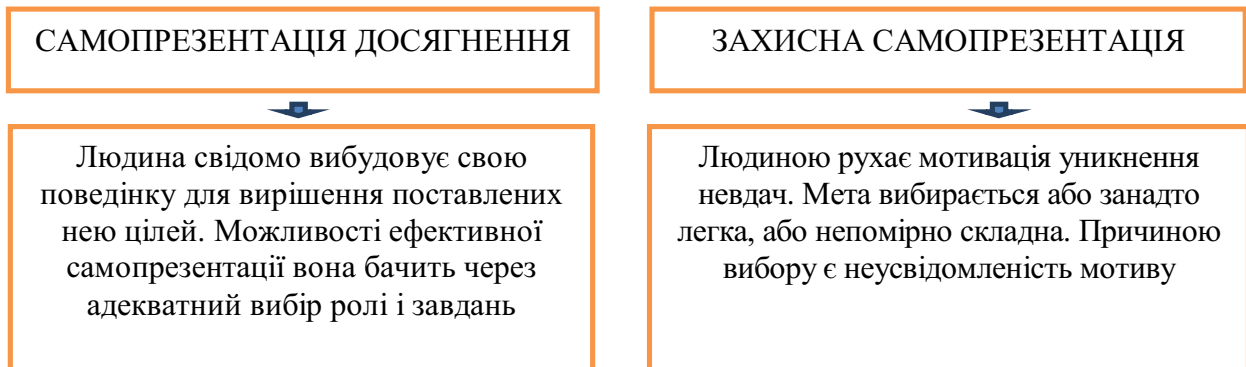 САМОПРЕЗЕНТАЦІЯ ДОСЯГНЕННЯ
Людина свідомо вибудовує свою
поведінку для вирішення поставлених
нею цілей. Можливості ефективної
самопрезентації вона бачить через
адекватний вибір ролі і завдань
ЗАХИСНА САМОПРЕЗЕНТАЦІЯ
Людиною рухає мотивація уникнення
невдач. Мета вибирається або занадто
легка, або непомірно складна. Причиною
вибору є неусвідомленість мотиву